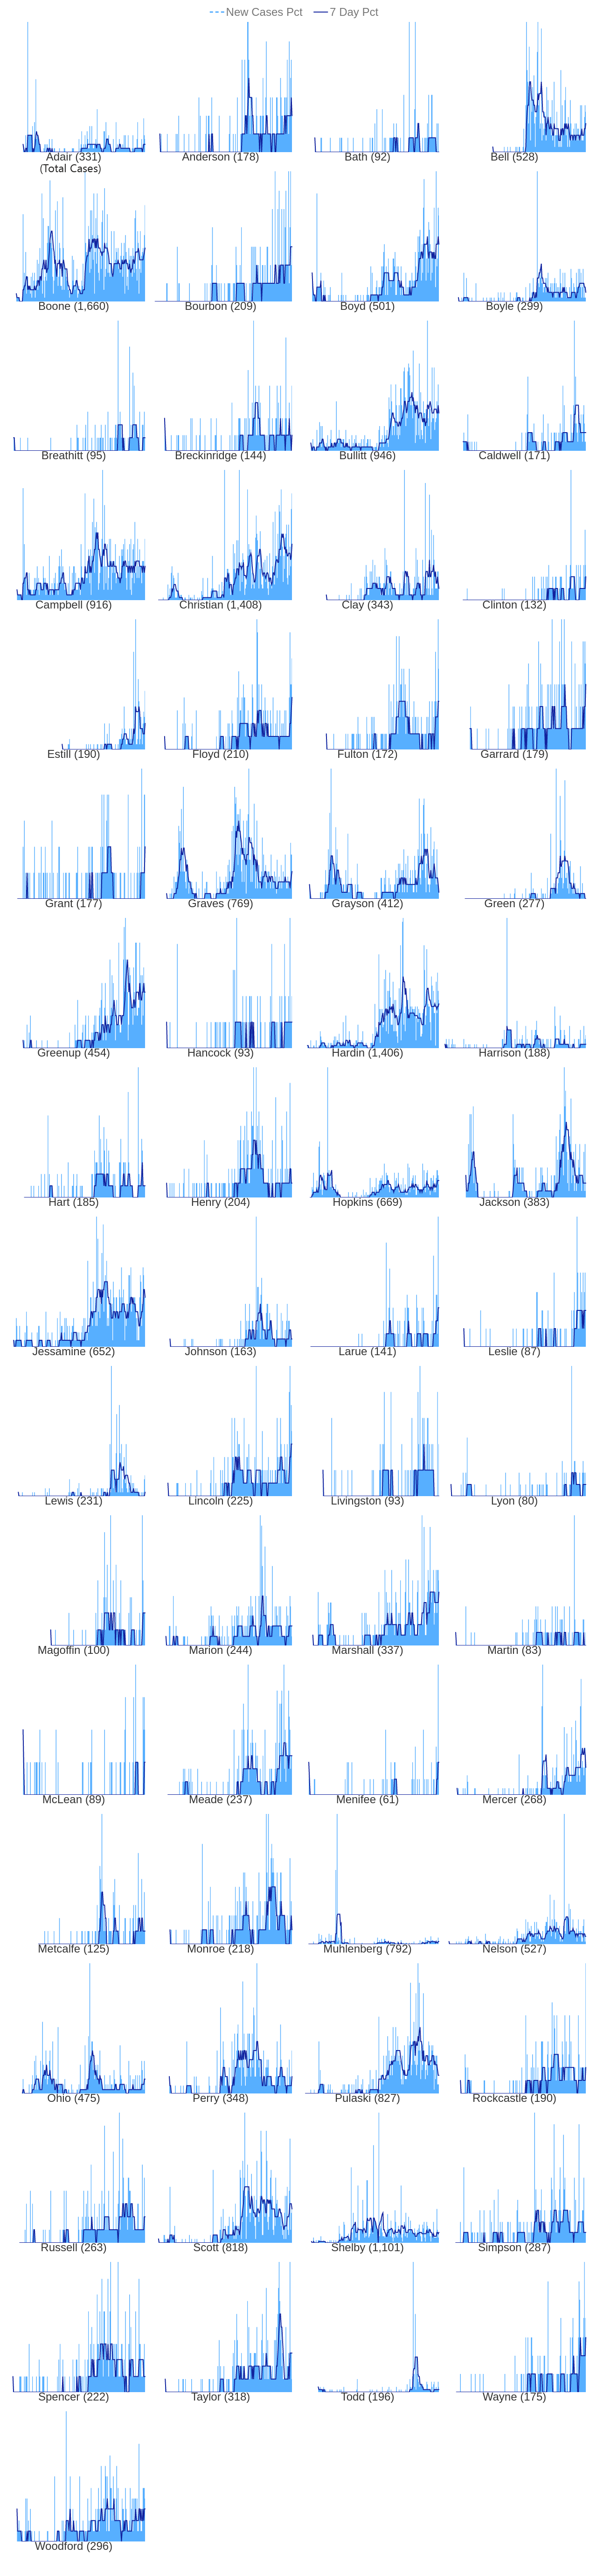 New Cases Pct 7 Day Pct
Adair (331) Anderson (178) Bath (92) Bell (528)
(Total Cases)
Boone (1,660) Bourbon (209) Boyd (501) Boyle (299)
Breathitt (95) Breckinridge (144) Bullitt (946) Caldwell (171)
Campbell (916) Christian (1,408) Clay (343) Clinton (132)
Estill (190) Floyd (210) Fulton (172) Garrard (179)
Grant (177) Graves (769) Grayson (412) Green (277)
Greenup (454) Hancock (93) Hardin (1,406) Harrison (188)
Hart (185) Henry (204) Hopkins (669) Jackson (383)
Jessamine (652) Johnson (163) Larue (141) Leslie (87)
Lewis (231) Lincoln (225) Livingston (93) Lyon (80)
Magoffin (100) Marion (244) Marshall (337) Martin (83)
McLean (89) Meade (237) Menifee (61) Mercer (268)
Metcalfe (125) Monroe (218) Muhlenberg (792) Nelson (527)
Ohio (475) Perry (348) Pulaski (827) Rockcastle (190)
Russell (263) Scott (818) Shelby (1,101) Simpson (287)
Spencer (222) Taylor (318) Todd (196) Wayne (175)
Woodford (296)